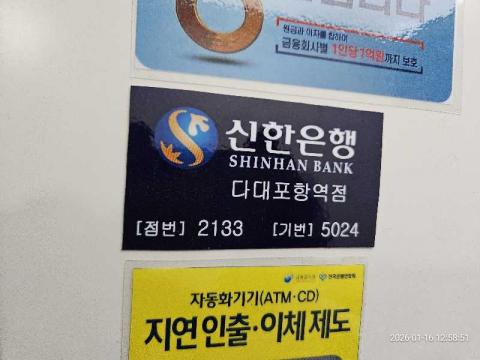 원금과 이자를 합하여
금융회사별 1인당 1억원까지 보호
신한은행
SHINHAN BANK
다대포항역점
[점번] 2133 [기번] 5024
자동화기기(ATM·CD)
지연 인출·이체 제도
2026-01-16 12:58:51